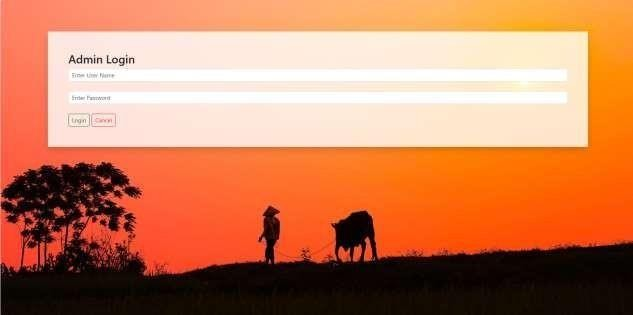 Admin Login
Enter User Name
Enter Password
Login Cancel